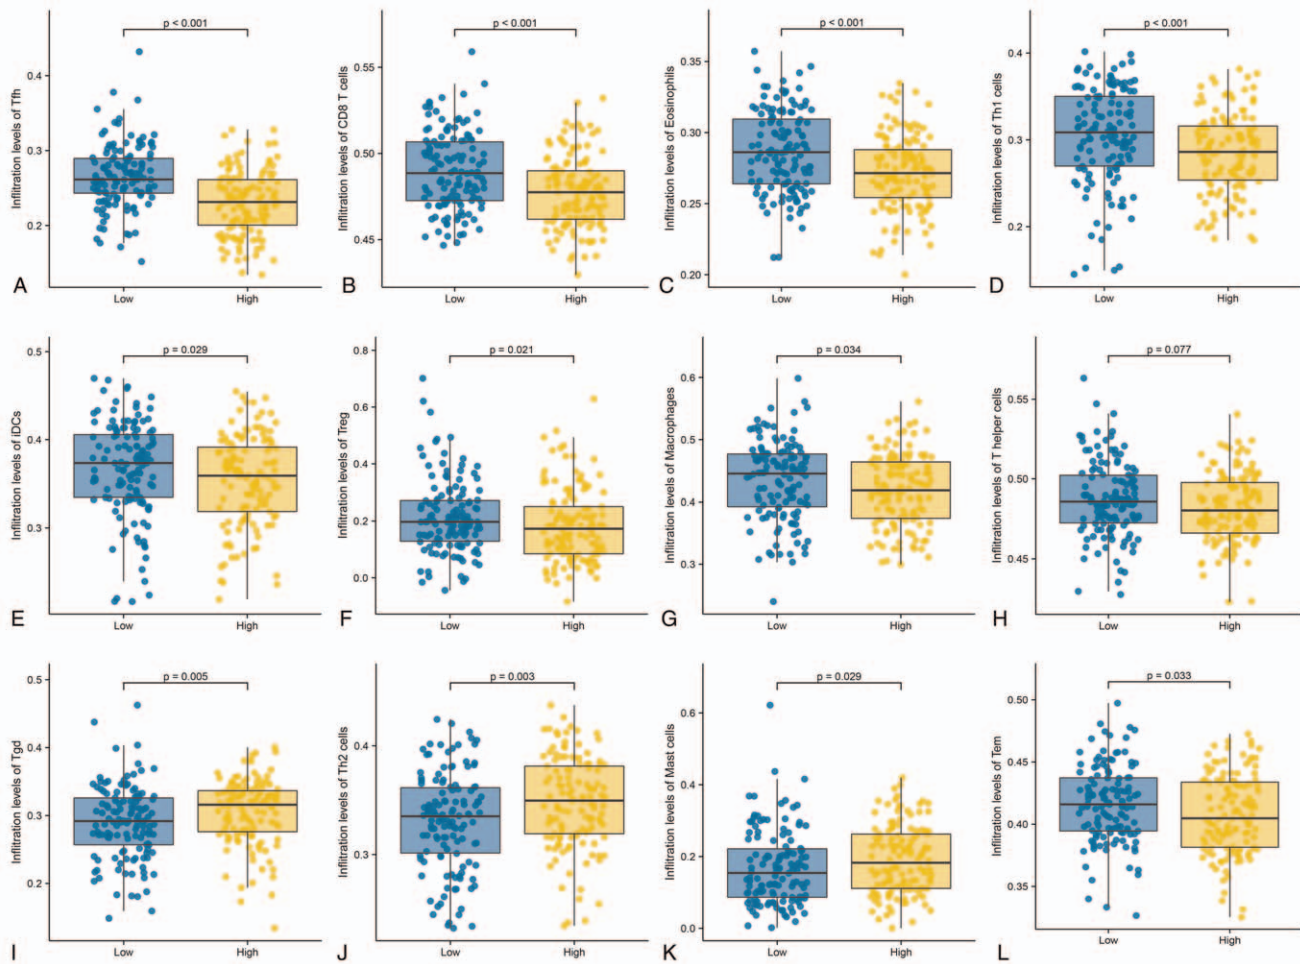 p < 0.001
Infiltration levels of Tfh
0.4
0.3
0.2
A
Low
High
p < 0.001
Infiltration levels of CD8 T cells
0.55
0.50
0.45
B
Low
High
p < 0.001
Infiltration levels of Eosinophils
0.35
0.30
0.25
0.20
C
Low
High
p < 0.001
Infiltration levels of Th1 cells
0.4
0.3
0.2
D
Low
High
p = 0.029
Infiltration levels of iDCs
0.5
0.4
0.3
E
Low
High
p = 0.021
Infiltration levels of Treg
0.8
0.6
0.4
0.2
0.0
F
Low
High
p = 0.034
Infiltration levels of Macrophages
0.6
0.5
0.4
0.3
G
Low
High
p = 0.077
Infiltration levels of T helper cells
0.55
0.50
0.45
H
Low
High
p = 0.005
Infiltration levels of Tgd
0.5
0.4
0.3
0.2
I
Low
High
p = 0.003
Infiltration levels of Th2 cells
0.4
0.3
J
Low
High
p = 0.029
Infiltration levels of Mast cells
0.6
0.4
0.2
0.0
K
Low
High
p = 0.033
Infiltration levels of Tem
0.50
0.45
0.40
0.35
L
Low
High